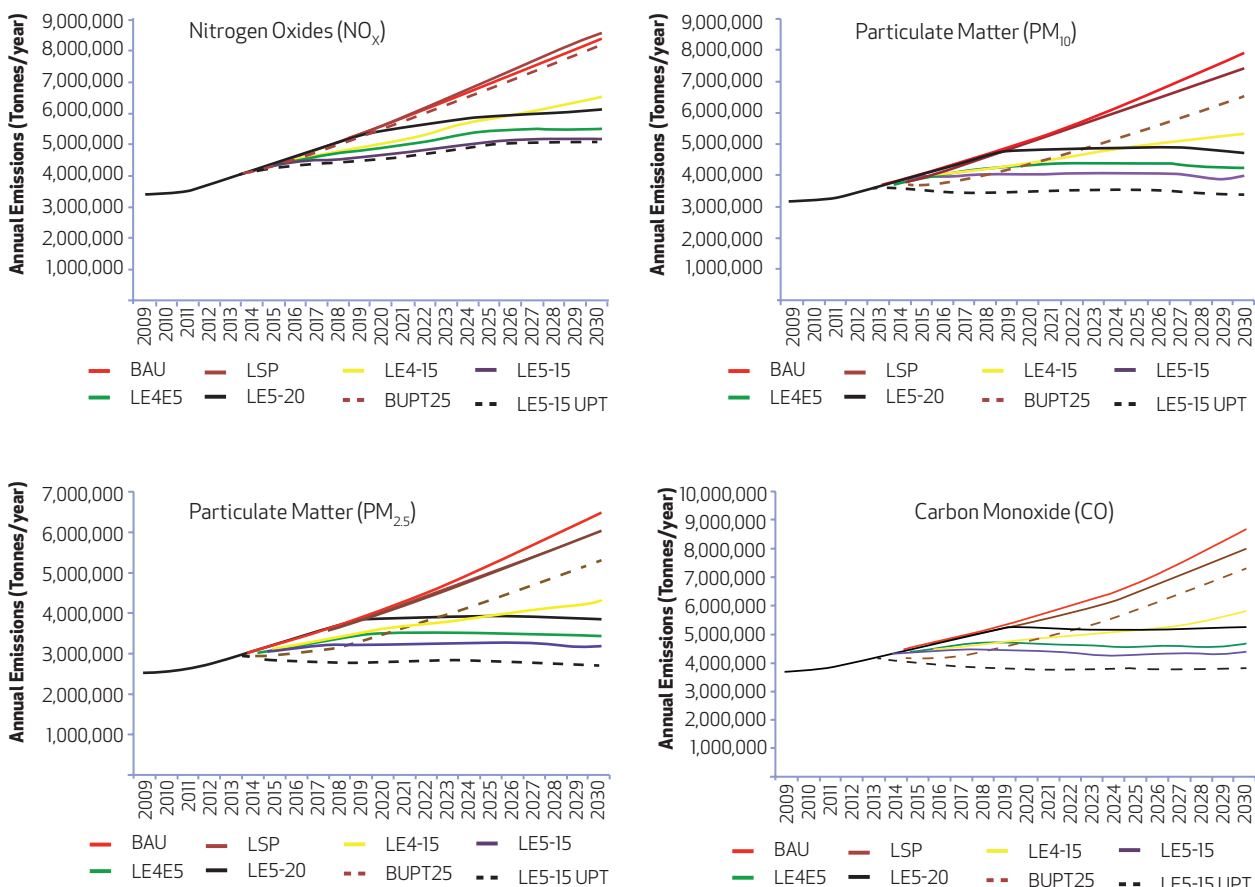 Nitrogen Oxides (NOX)
Annual Emissions (Tonnes/year)
9,000,000
8,000,000
7,000,000
6,000,000
5,000,000
4,000,000
3,000,000
2,000,000
1,000,000
2009 2010 2011 2012 2013 2014 2015 2016 2017 2018 2019 2020 2021 2022 2023 2024 2025 2026 2027 2028 2029 2030
BAU LSP LE4-15 LE5-15
LE4E5 LE5-20 BUPT25 LE5-15 UPT
Particulate Matter (PM10)
Annual Emissions (Tonnes/year)
9,000,000
8,000,000
7,000,000
6,000,000
5,000,000
4,000,000
3,000,000
2,000,000
1,000,000
2009 2010 2011 2012 2013 2014 2015 2016 2017 2018 2019 2020 2021 2022 2023 2024 2025 2026 2027 2028 2029 2030
BAU LSP LE4-15 LE5-15
LE4E5 LE5-20 BUPT25 LE5-15 UPT
Particulate Matter (PM2.5)
Annual Emissions (Tonnes/year)
7,000,000
6,000,000
5,000,000
4,000,000
3,000,000
2,000,000
1,000,000
2009 2010 2011 2012 2013 2014 2015 2016 2017 2018 2019 2020 2021 2022 2023 2024 2025 2026 2027 2028 2029 2030
BAU LSP LE4-15 LE5-15
LE4E5 LE5-20 BUPT25 LE5-15 UPT
Carbon Monoxide (CO)
Annual Emissions (Tonnes/year)
10,000,000
9,000,000
8,000,000
7,000,000
6,000,000
5,000,000
4,000,000
3,000,000
2,000,000
1,000,000
2009 2010 2011 2012 2013 2014 2015 2016 2017 2018 2019 2020 2021 2022 2023 2024 2025 2026 2027 2028 2029 2030
BAU LSP LE4-15 LE5-15
LE4E5 LE5-20 BUPT25 LE5-15 UPT